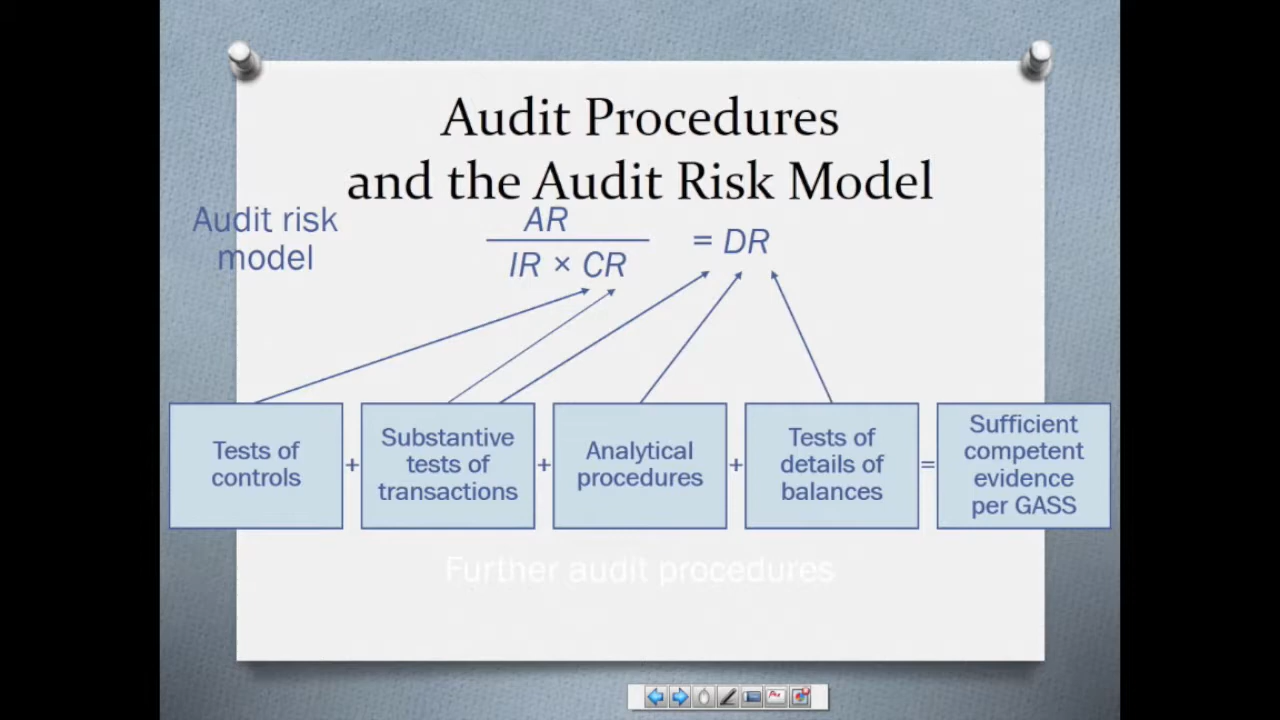 Audit Procedures
and the Audit Risk Model
Audit risk
model
AR
IR × CR
= DR
Tests of
controls
+
Substantive
tests of
transactions
+
Analytical
procedures
+
Tests of
details of
balances
=
Sufficient
competent
evidence
per GASS
Further audit procedures